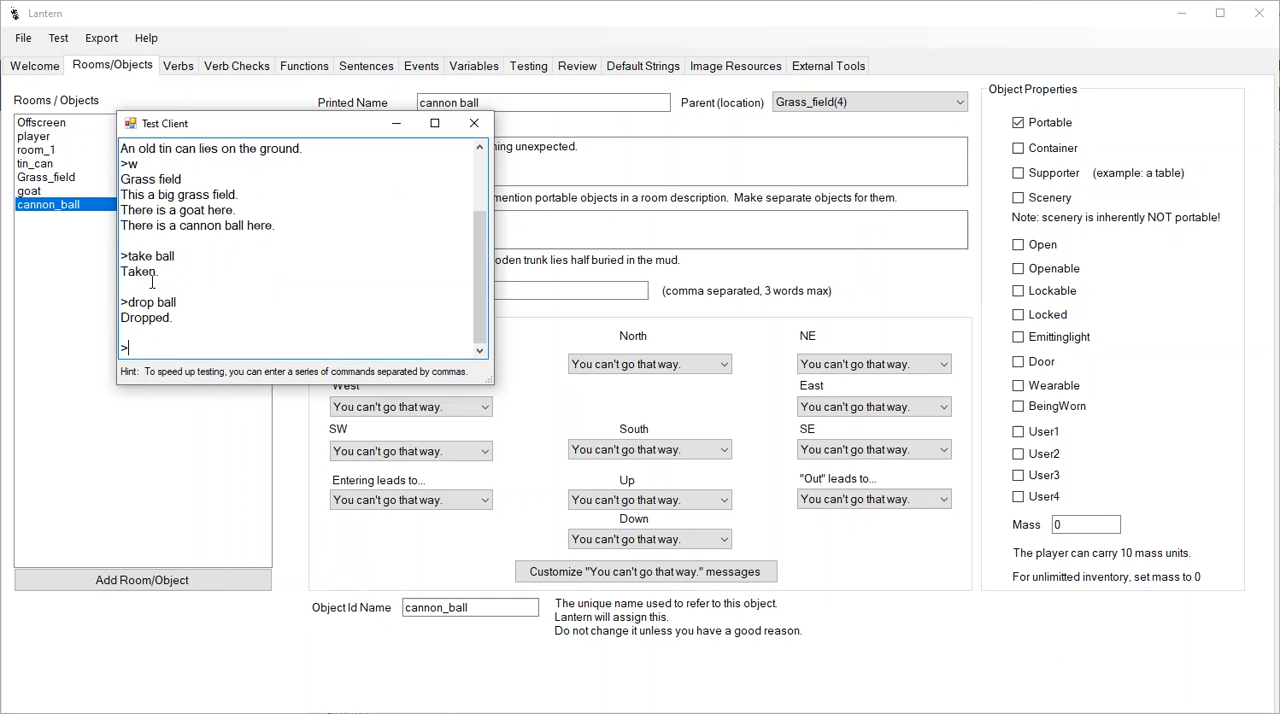 Lantern
File Test Export Help
Welcome Rooms/Objects Verbs Verb Checks Functions Sentences Events Variables Testing Review Default Strings Image Resources External Tools
Rooms / Objects
Offscreen
player
room_1
tin_can
Grass_field
goat
cannon_ball
Add Room/Object
Printed Name cannon ball Parent (location) Grass_field(4)
hing unexpected.
mention portable objects in a room description. Make separate objects for them.
oden trunk lies half buried in the mud.
(comma separated, 3 words max)
Test Client
An old tin can lies on the ground.
>w
Grass field
This a big grass field.
There is a goat here.
There is a cannon ball here.
>take ball
Taken.
>drop ball
Dropped.
>
Hint: To speed up testing, you can enter a series of commands separated by commas.
North NE
You can't go that way. You can't go that way.
West East
You can't go that way. You can't go that way.
SW South SE
You can't go that way. You can't go that way. You can't go that way.
Entering leads to... Up "Out" leads to...
You can't go that way. You can't go that way. You can't go that way.
Down
You can't go that way.
Customize "You can't go that way." messages
Object Id Name cannon_ball
The unique name used to refer to this object.
Lantern will assign this.
Do not change it unless you have a good reason.
Object Properties
Portable
Container
Supporter (example: a table)
Scenery
Note: scenery is inherently NOT portable!
Open
Openable
Lockable
Locked
Emittinglight
Door
Wearable
BeingWorn
User1
User2
User3
User4
Mass 0
The player can carry 10 mass units.
For unlimitted inventory, set mass to 0